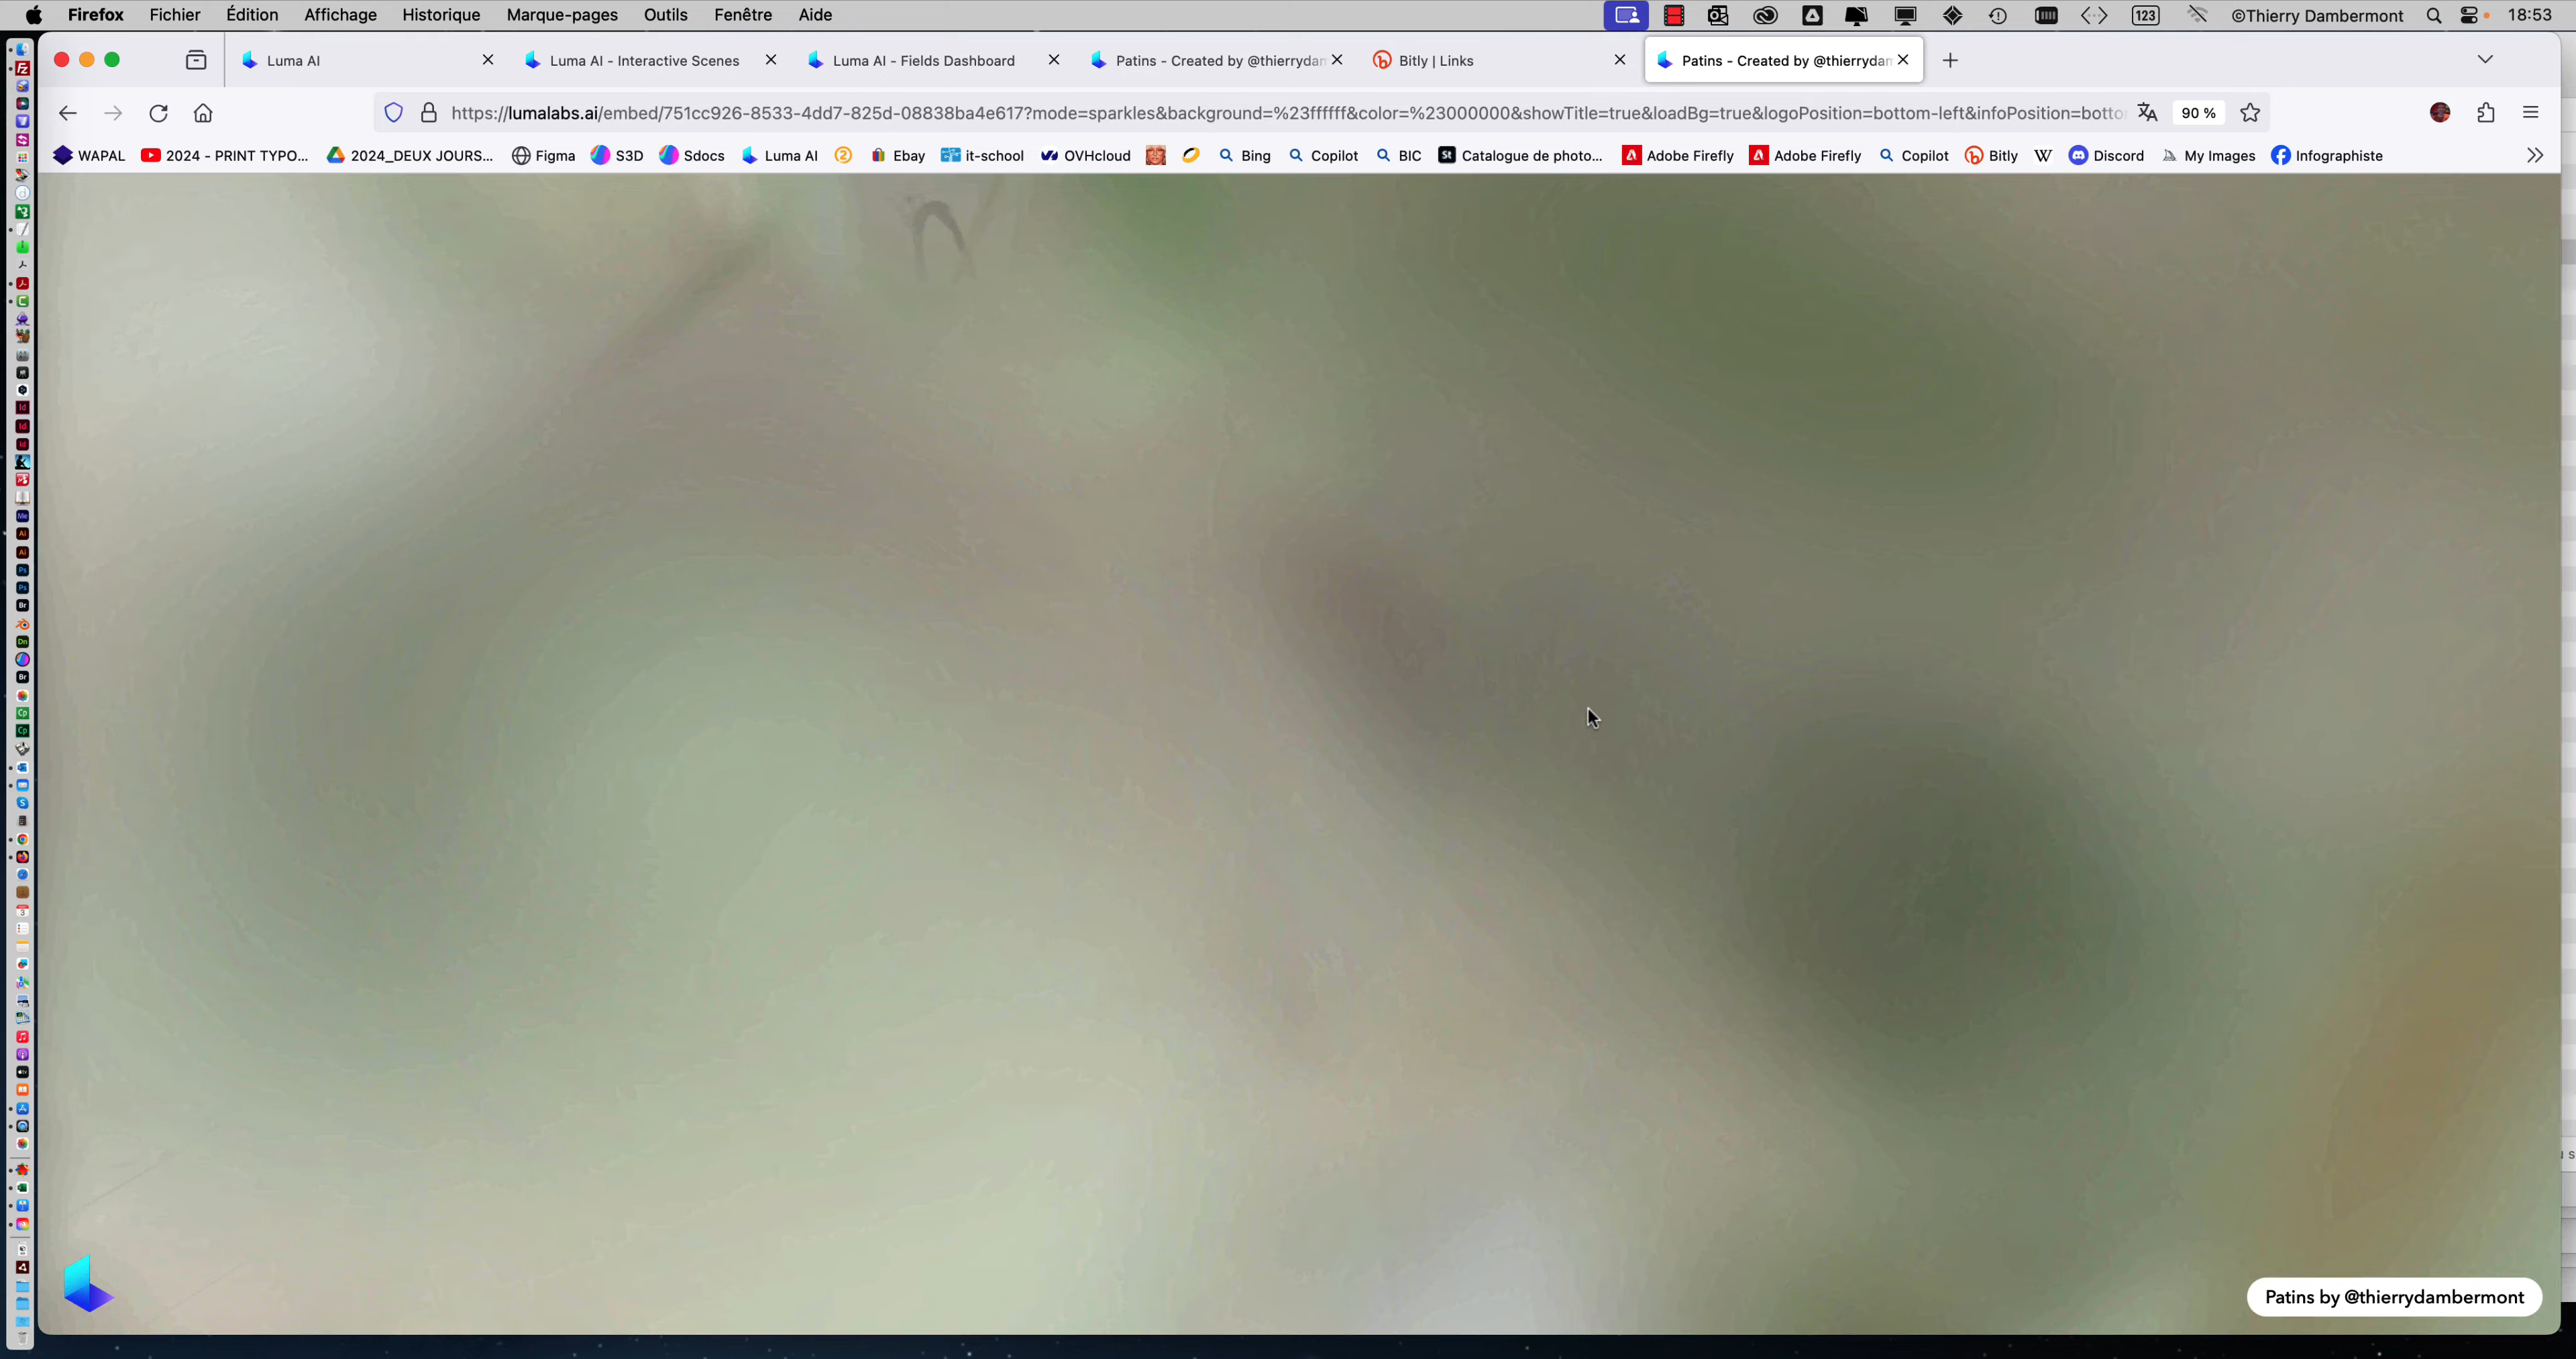 Firefox Fichier Édition Affichage Historique Marque-pages Outils Fenêtre Aide 123 ©Thierry Dambermont 18:53
Luma AI
Luma AI - Interactive Scenes
Luma AI - Fields Dashboard
Patins - Created by @thierrydam
Bitly | Links
Patins - Created by @thierrydam
https://lumalabs.ai/embed/751cc926-8533-4dd7-825d-08838ba4e617?mode=sparkles&background=%23ffffff&color=%23000000&showTitle=true&loadBg=true&logoPosition=bottom-left&infoPosition=botto 90 %
WAPAL 2024 - PRINT TYPO... 2024_DEUX JOURS... Figma S3D Sdocs Luma AI Ebay it-school OVHcloud Bing Copilot BIC St Catalogue de photo... Adobe Firefly Adobe Firefly Copilot Bitly W Discord My Images Infographiste
Patins by @thierrydambermont